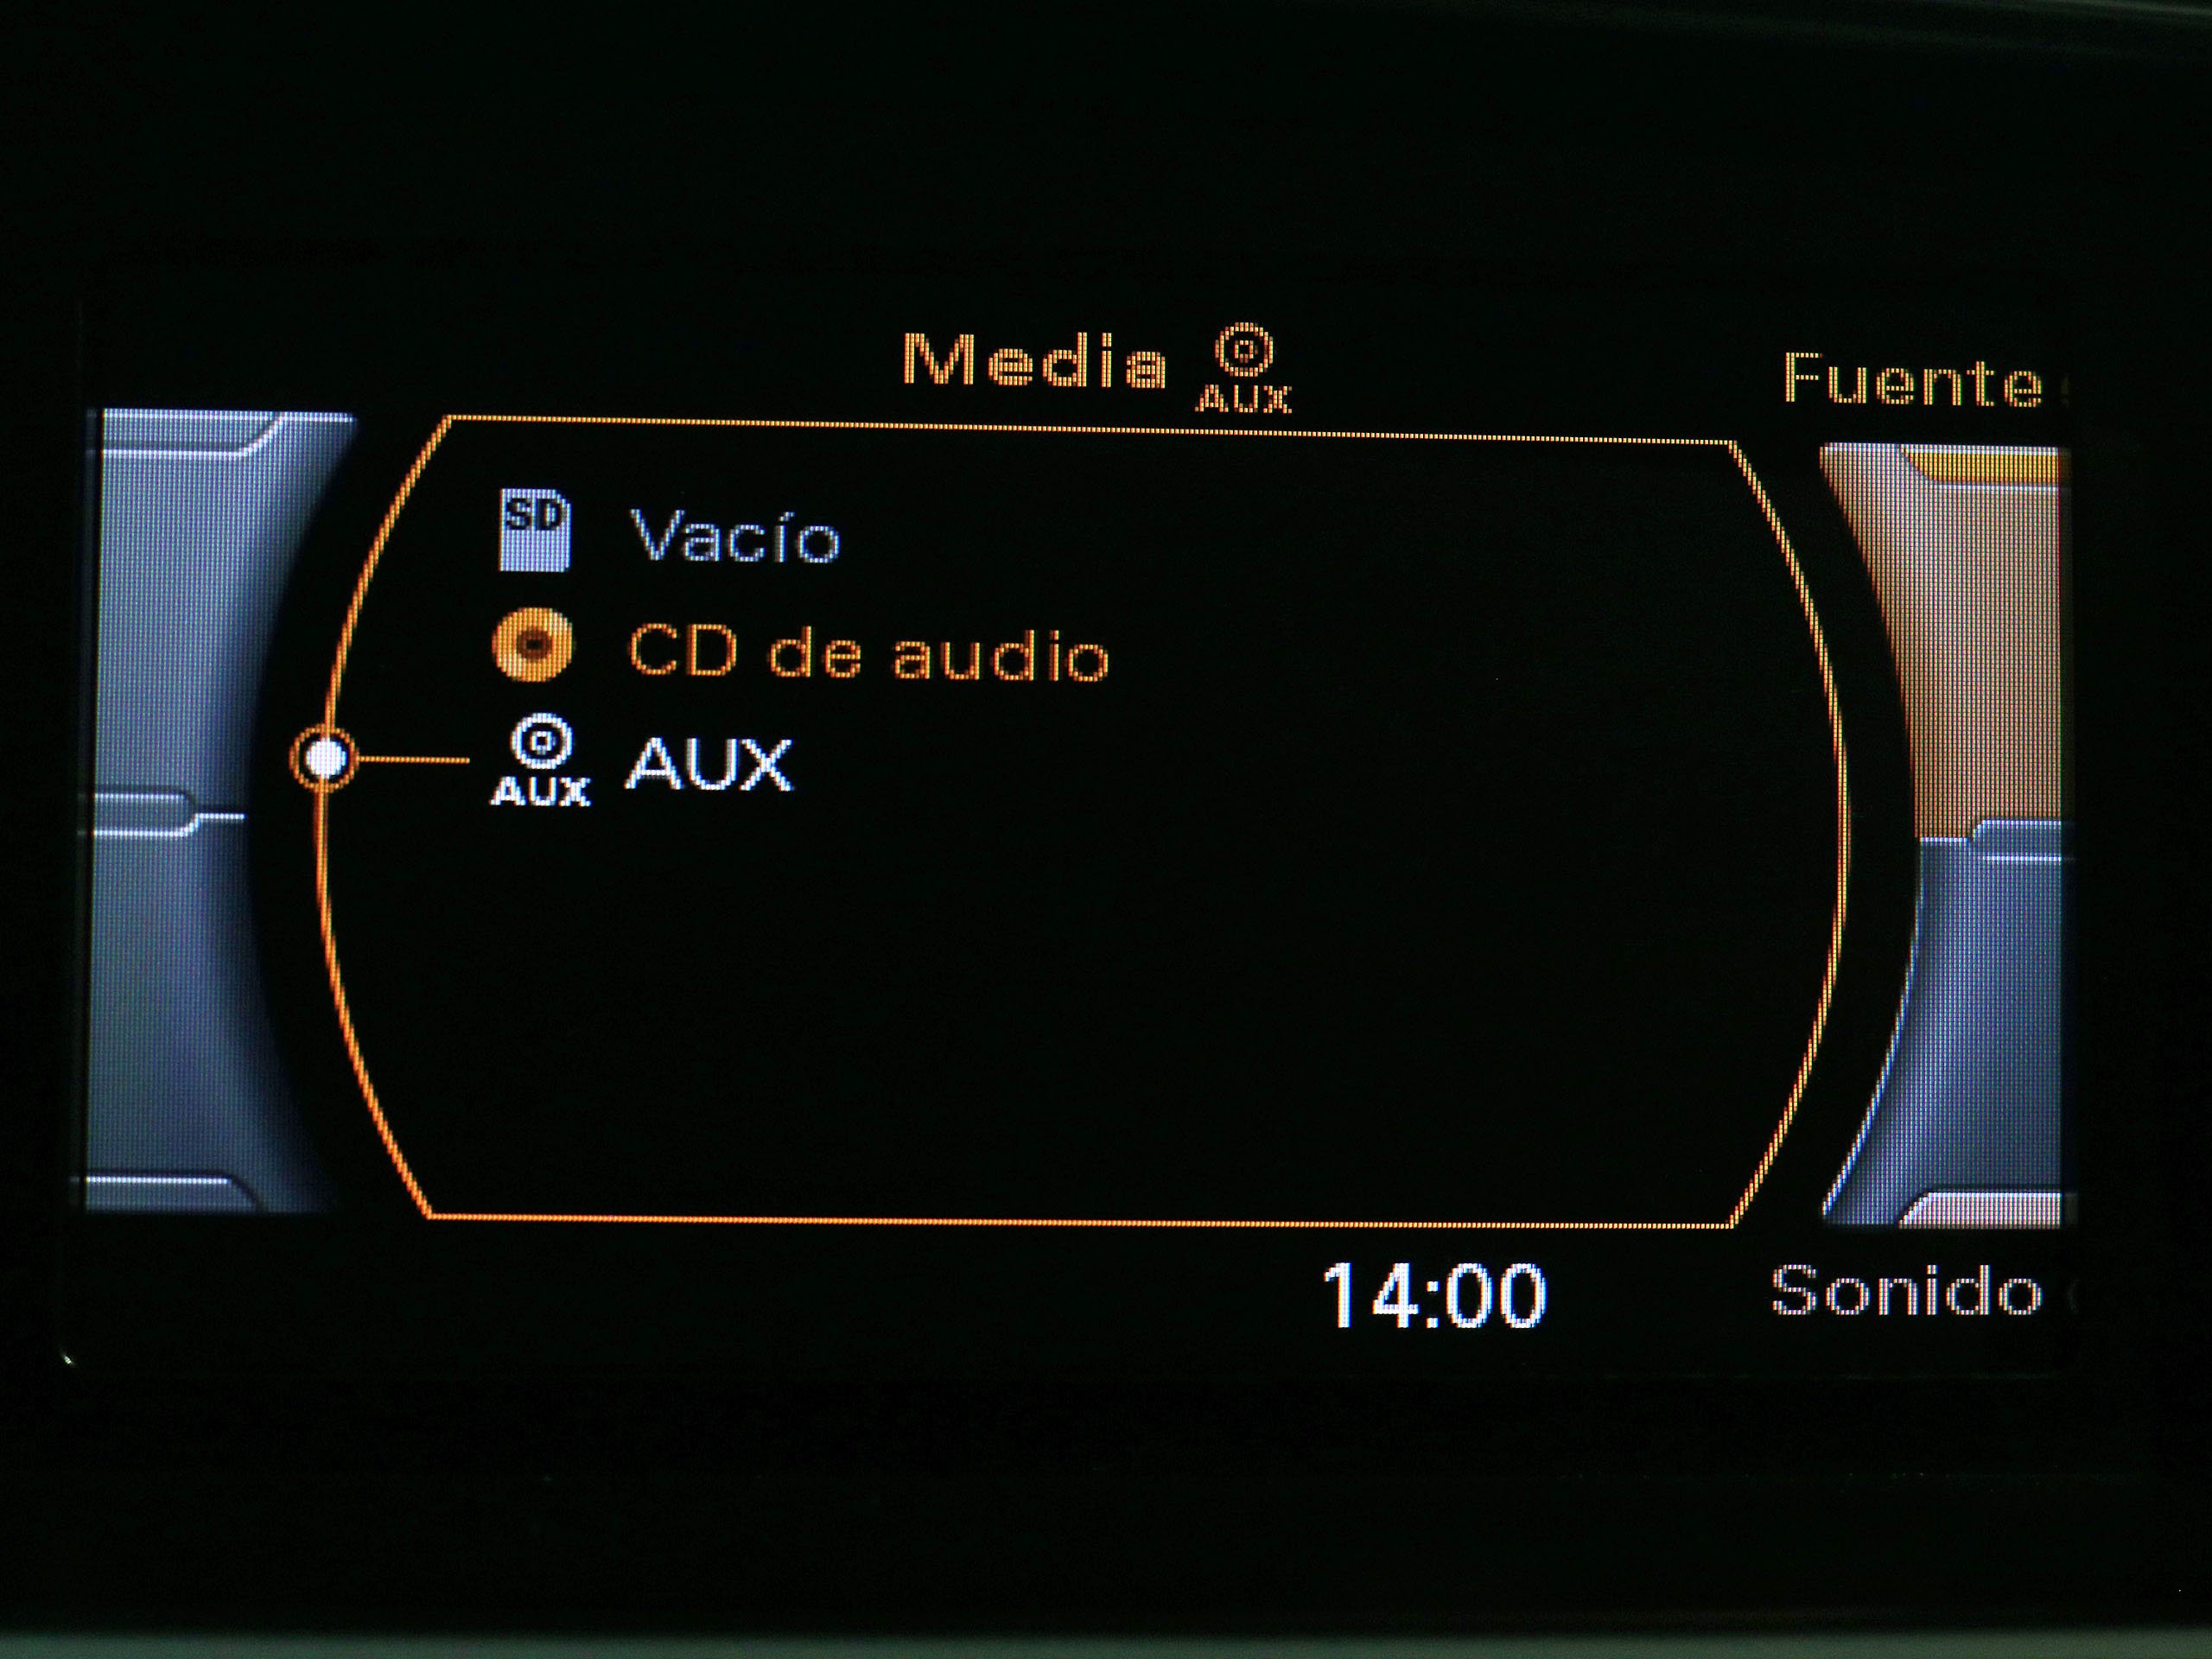 Media AUX
Fuente
SD Vacío
CD de audio
AUX AUX
14:00
Sonido